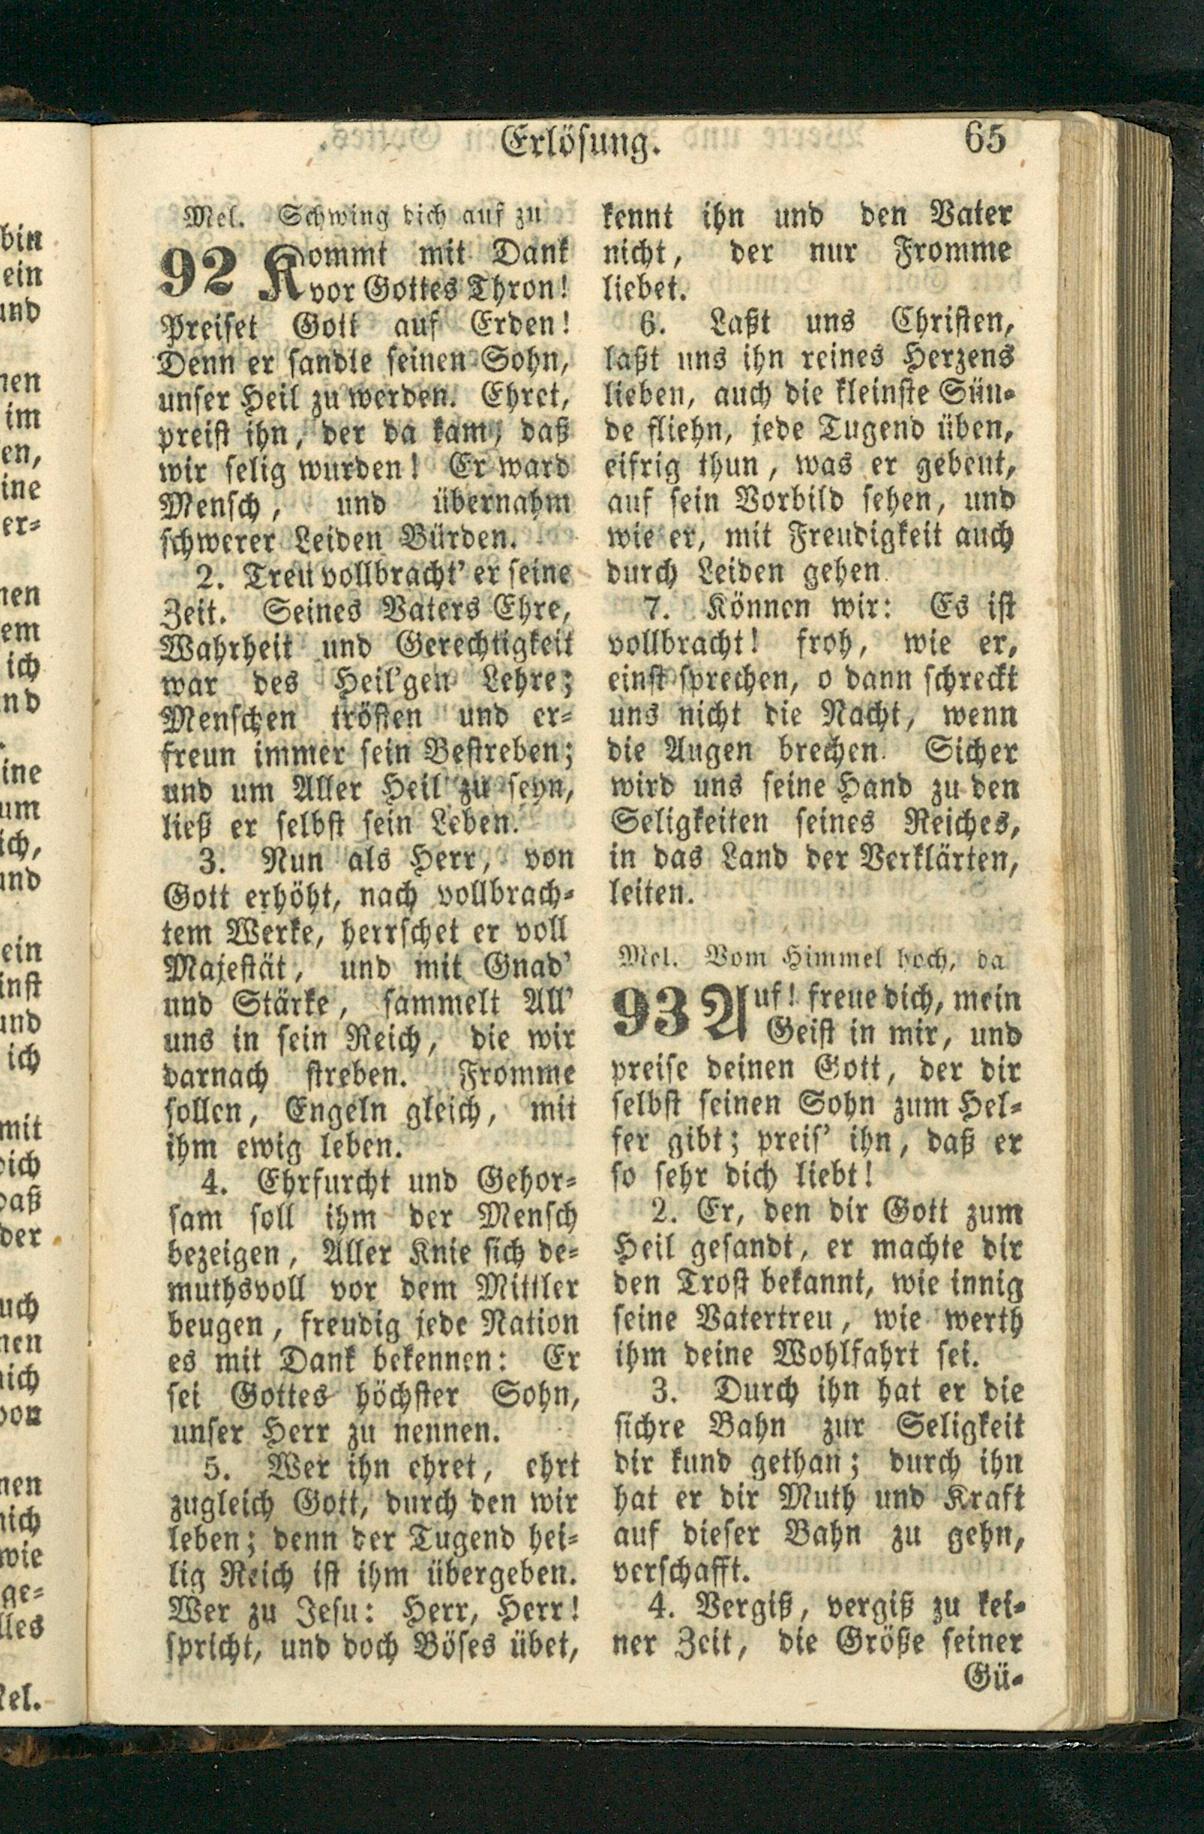 Erlösung. 65
Mel. Schwing dich auf zu
92 Kommt mit Dank
vor Gottes Thron!
Preiset Gott auf Erden!
Denn er sandte seinen Sohn,
unser Heil zu werden. Ehret,
preist ihn, der da kam, daß
wir selig wurden! Er ward
Mensch, und übernahm
schwerer Leiden Bürden.
2. Treu vollbracht' er seine
Zeit. Seines Vaters Ehre,
Wahrheit und Gerechtigkeit
war des Heil'gen Lehre;
Menschen trösten und er=
freun immer sein Bestreben;
und um Aller Heil zu seyn,
ließ er selbst sein Leben.
3. Nun als Herr, von
Gott erhöht, nach vollbrach=
tem Werke, herrschet er voll
Majestät, und mit Gnad'
und Stärke, sammelt All'
uns in sein Reich, die wir
darnach streben. Fromme
sollen, Engeln gleich, mit
ihm ewig leben.
4. Ehrfurcht und Gehor=
sam soll ihm der Mensch
bezeigen, Aller Knie sich de=
muthsvoll vor dem Mittler
beugen, freudig jede Nation
es mit Dank bekennen: Er
sei Gottes höchster Sohn,
unser Herr zu nennen.
5. Wer ihn ehret, ehrt
zugleich Gott, durch den wir
leben; denn der Tugend hei=
lig Reich ist ihm übergeben.
Wer zu Jesu: Herr, Herr!
spricht, und doch Böses übet,
kennt ihn und den Vater
nicht, der nur Fromme
liebet.
6. Laßt uns Christen,
laßt uns ihn reines Herzens
lieben, auch die kleinste Sün=
de fliehn, jede Tugend üben,
eifrig thun, was er gebeut,
auf sein Vorbild sehen, und
wie er, mit Freudigkeit auch
durch Leiden gehen.
7. Können wir: Es ist
vollbracht! froh, wie er,
einst sprechen, o dann schreckt
uns nicht die Nacht, wenn
die Augen brechen. Sicher
wird uns seine Hand zu den
Seligkeiten seines Reiches,
in das Land der Verklärten,
leiten.
Mel. Vom Himmel hoch, da
93 Auf! freue dich, mein
Geist in mir, und
preise deinen Gott, der dir
selbst seinen Sohn zum Hel=
fer gibt; preis' ihn, daß er
so sehr dich liebt!
2. Er, den dir Gott zum
Heil gesandt, er machte dir
den Trost bekannt, wie innig
seine Vatertreu, wie werth
ihm deine Wohlfahrt sei.
3. Durch ihn hat er die
sichre Bahn zur Seligkeit
dir kund gethan; durch ihn
hat er dir Muth und Kraft
auf dieser Bahn zu gehn,
verschafft.
4. Vergiß, vergiß zu kei=
ner Zeit, die Größe seiner
Gü=